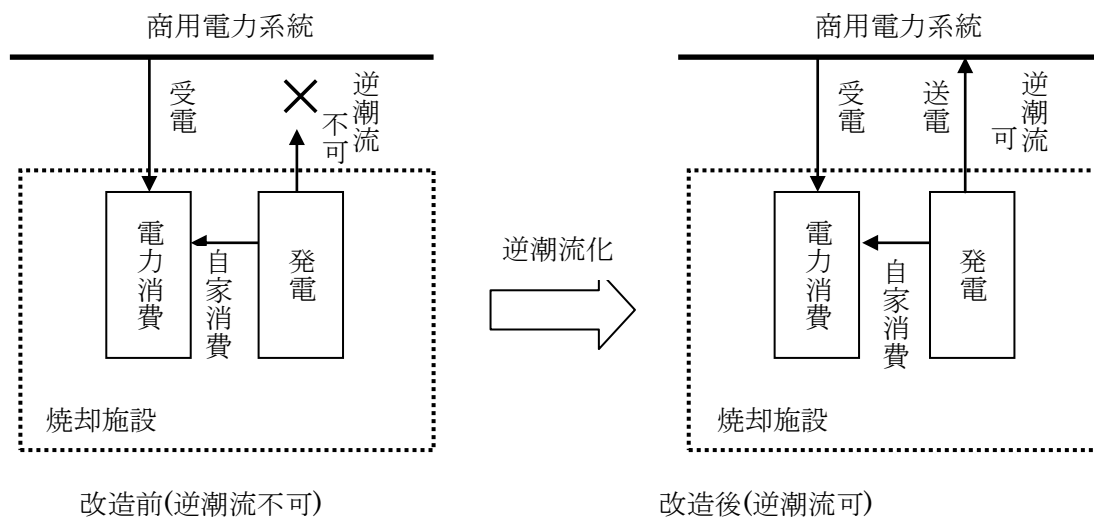 商用電力系統
受電
逆潮流
不可
電力消費
自家消費
発電
焼却施設
改造前(逆潮流不可)
逆潮流化
商用電力系統
受電
送電
逆潮流
可
電力消費
自家消費
発電
焼却施設
改造後(逆潮流可)